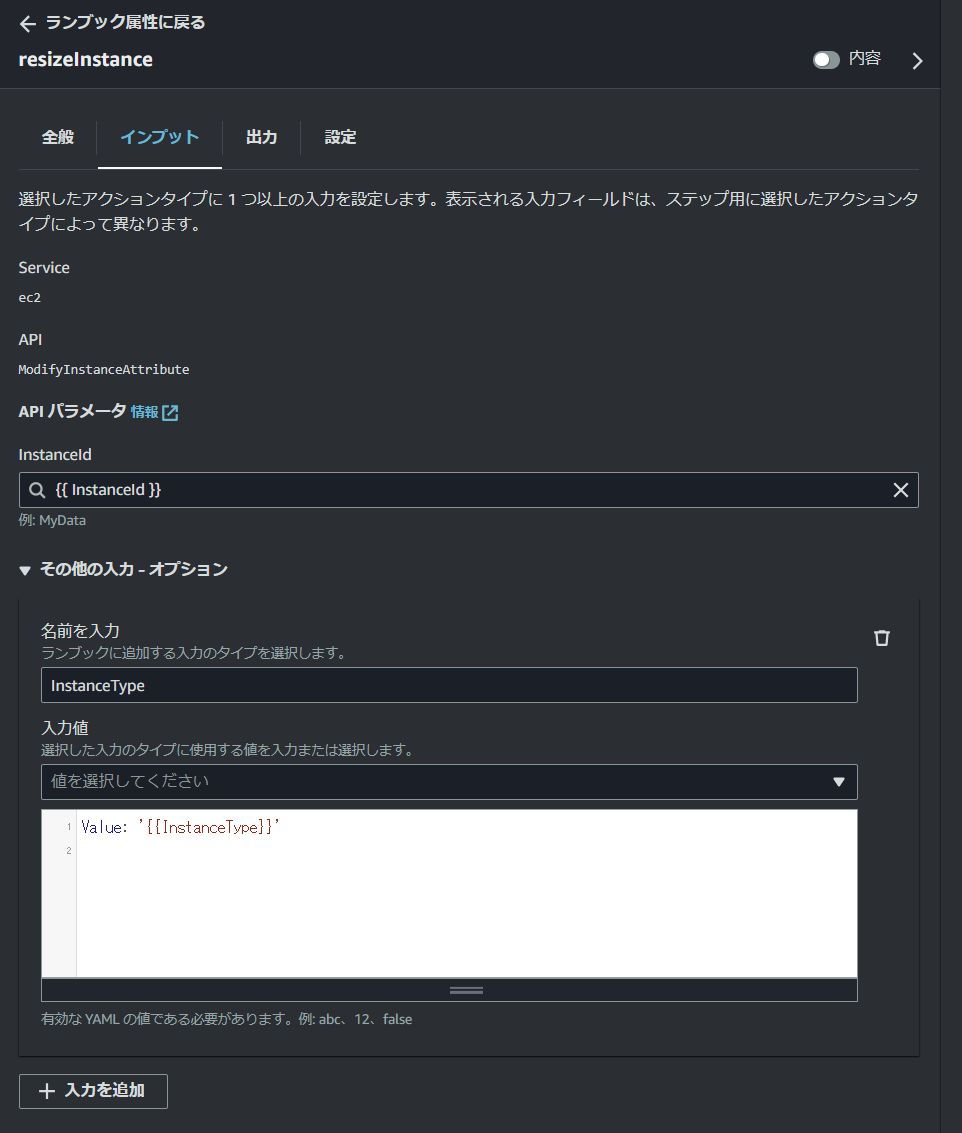 ランブック属性に戻る
resizeInstance
内容
全般
インプット
出力
設定
選択したアクションタイプに 1 つ以上の入力を設定します。表示される入力フィールドは、ステップ用に選択したアクションタ
イプによって異なります。
Service
ec2
API
ModifyInstanceAttribute
API パラメータ 情報
InstanceId
{{ InstanceId }}
例: MyData
その他の入力 - オプション
名前を入力
ランブックに追加する入力のタイプを選択します。
InstanceType
入力値
選択した入力のタイプに使用する値を入力または選択します。
値を選択してください
1 Value: '{{InstanceType}}'
2
有効な YAML の値である必要があります。例: abc、12、false
入力を追加